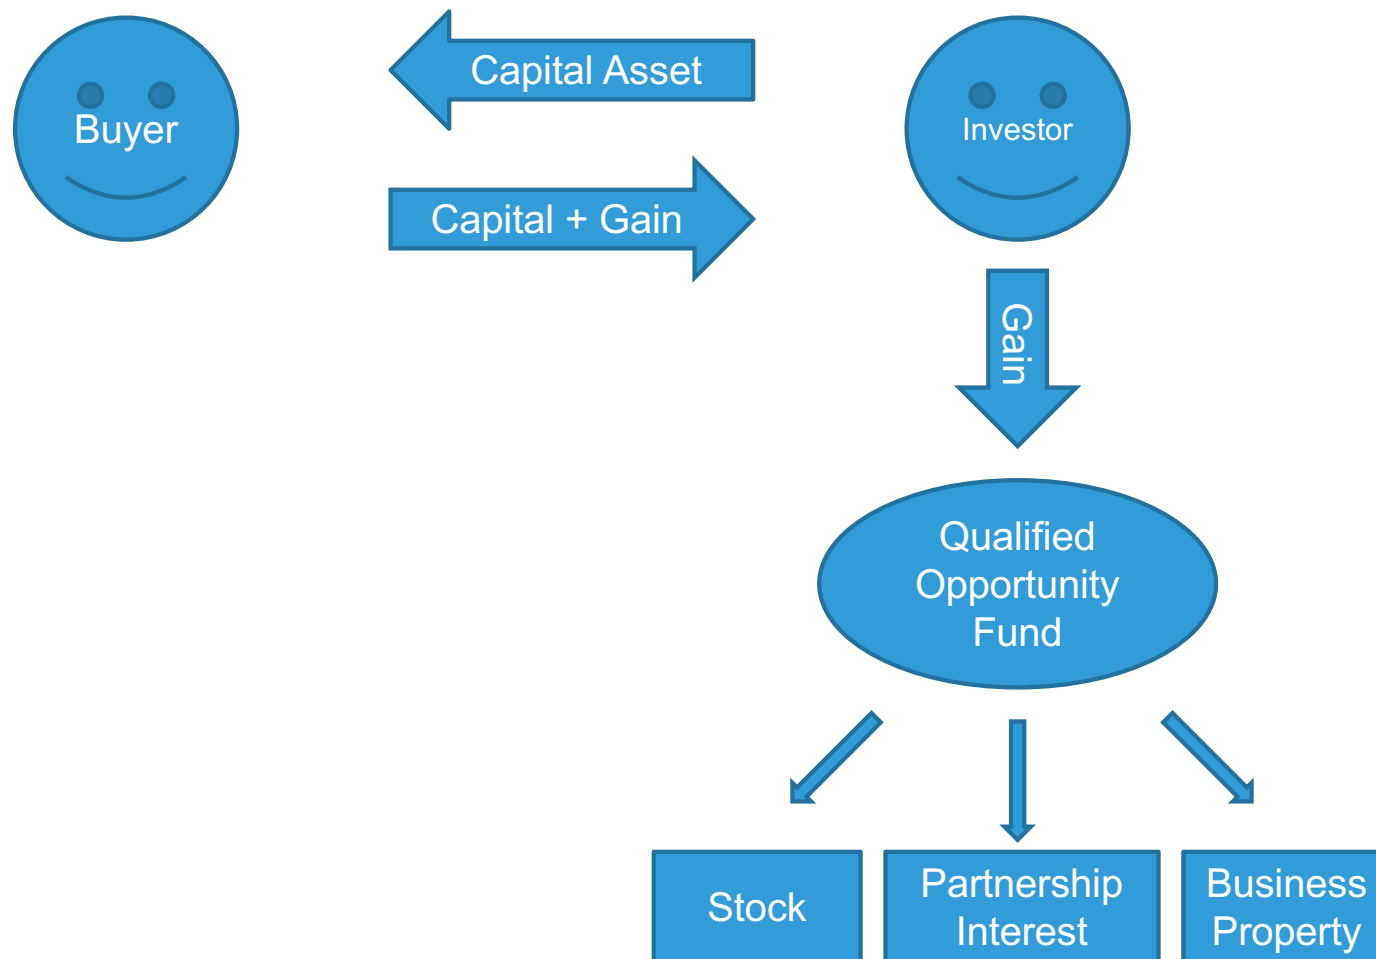 Capital Asset
Buyer
Investor
Capital + Gain
Gain
Qualified
Opportunity
Fund
Stock
Partnership
Interest
Business
Property